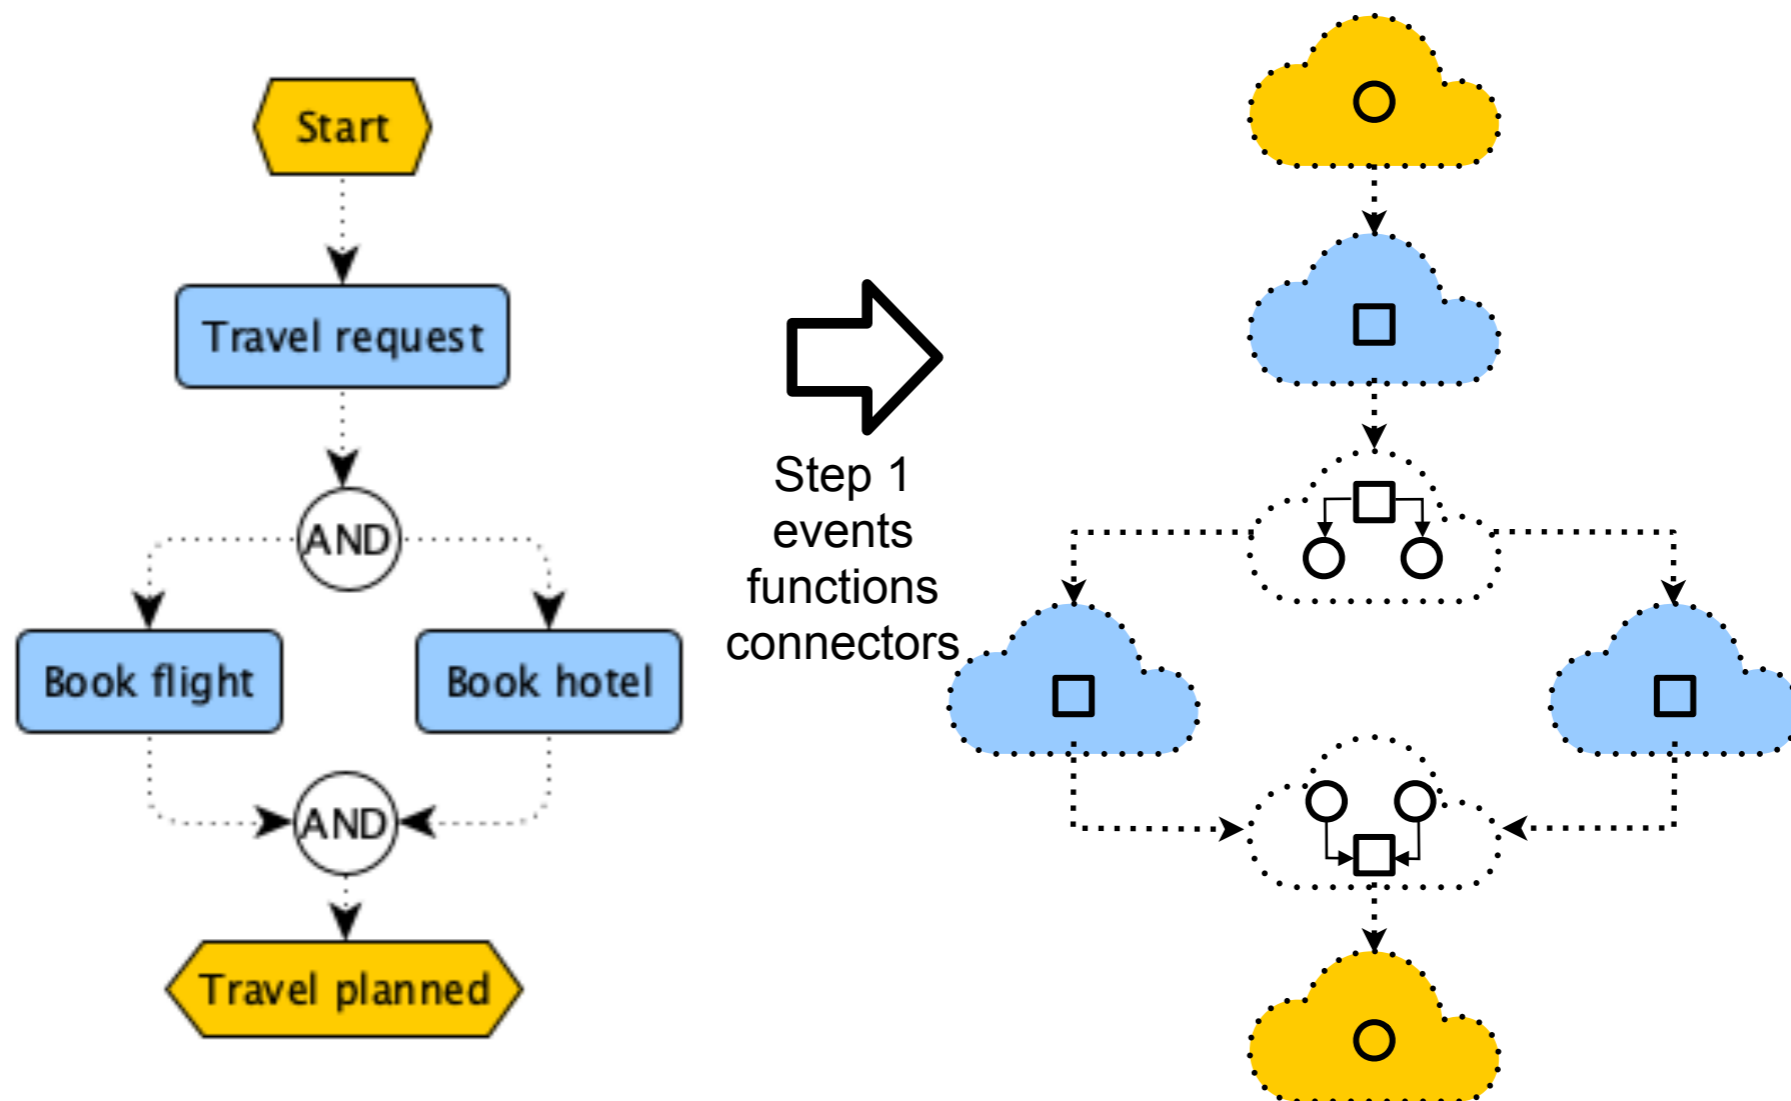 Start
Travel request
AND
Book flight
Book hotel
AND
Travel planned
Step 1
events
functions
connectors